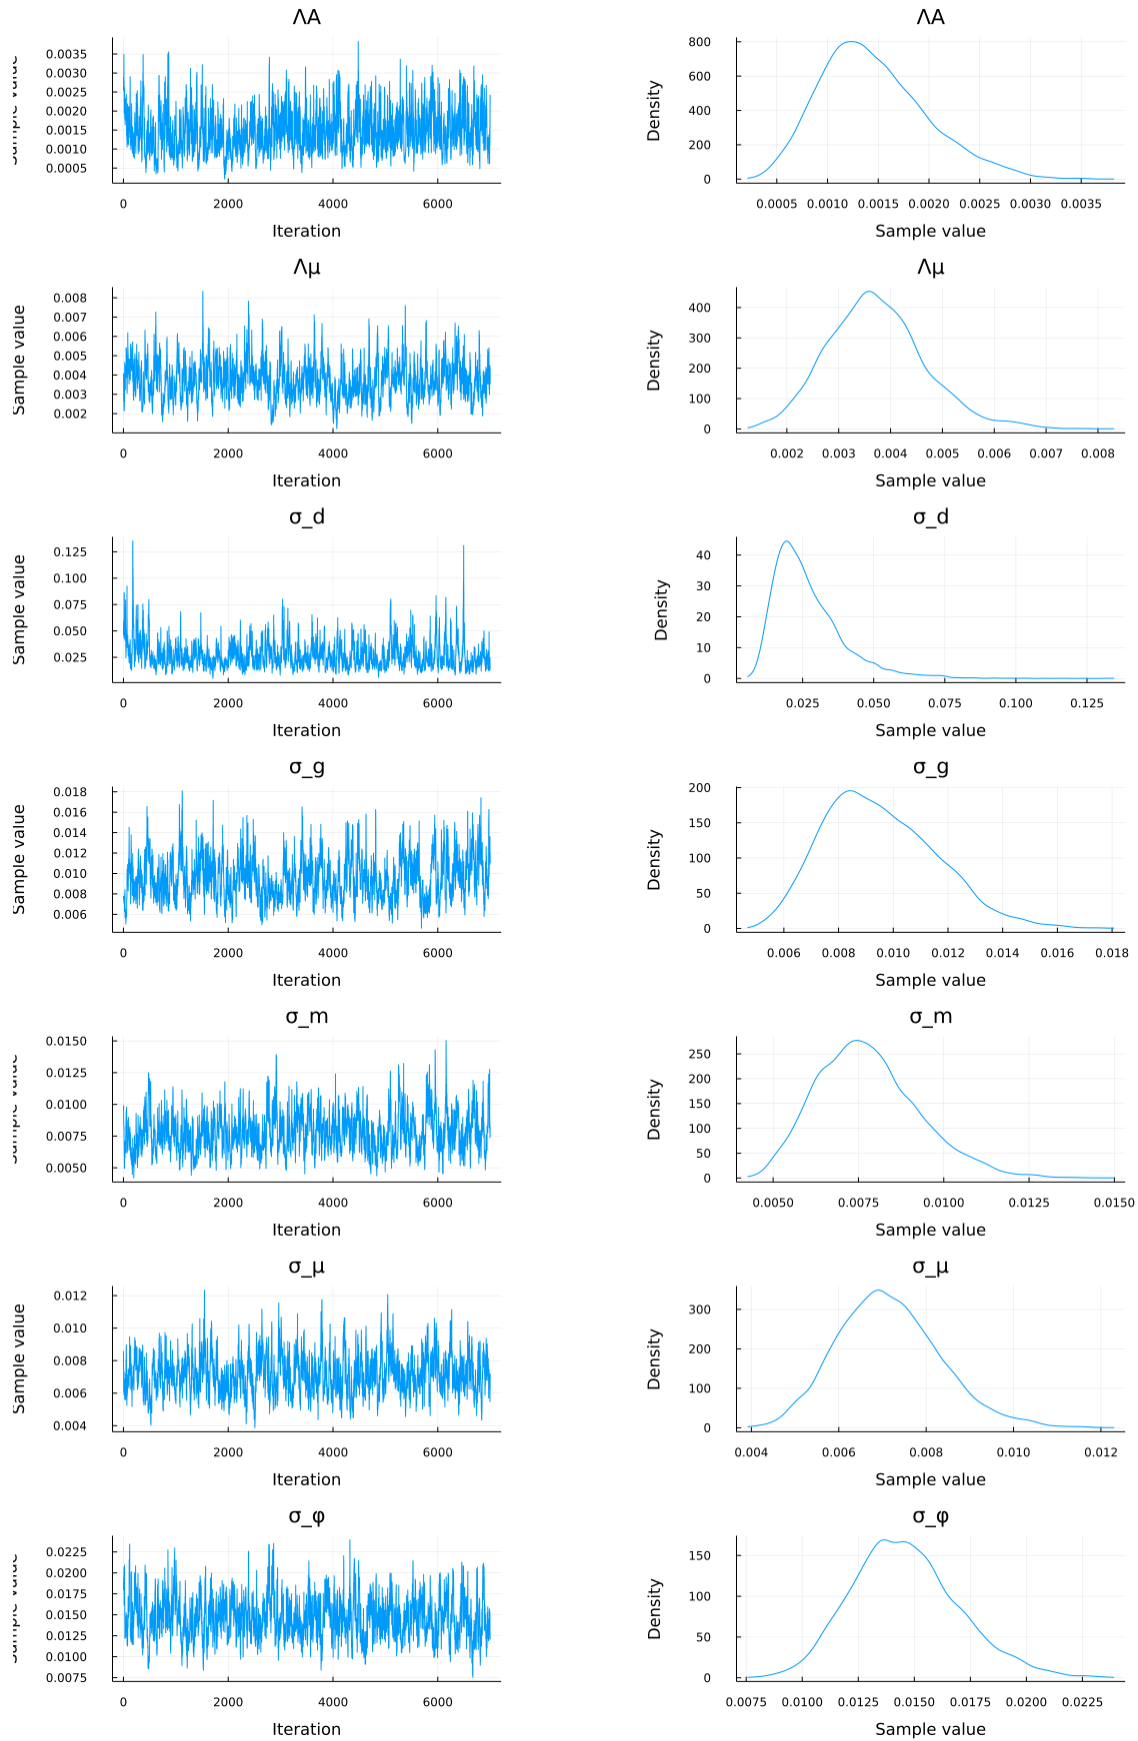 ΛA
ΛA
Sample value
0.0035
0.0030
0.0025
0.0020
0.0015
0.0010
0.0005
0 2000 4000 6000
Iteration
Density
800
600
400
200
0
0.0005 0.0010 0.0015 0.0020 0.0025 0.0030 0.0035
Sample value
Λμ
Λμ
Sample value
0.008
0.007
0.006
0.005
0.004
0.003
0.002
0 2000 4000 6000
Iteration
Density
400
300
200
100
0
0.002 0.003 0.004 0.005 0.006 0.007 0.008
Sample value
σ_d
σ_d
Sample value
0.125
0.100
0.075
0.050
0.025
0 2000 4000 6000
Iteration
Density
40
30
20
10
0
0.025 0.050 0.075 0.100 0.125
Sample value
σ_g
σ_g
Sample value
0.018
0.016
0.014
0.012
0.010
0.008
0.006
0 2000 4000 6000
Iteration
Density
200
150
100
50
0
0.006 0.008 0.010 0.012 0.014 0.016 0.018
Sample value
σ_m
σ_m
Sample value
0.0150
0.0125
0.0100
0.0075
0.0050
0 2000 4000 6000
Iteration
Density
250
200
150
100
50
0
0.0050 0.0075 0.0100 0.0125 0.0150
Sample value
σ_μ
σ_μ
Sample value
0.012
0.010
0.008
0.006
0.004
0 2000 4000 6000
Iteration
Density
300
200
100
0
0.004 0.006 0.008 0.010 0.012
Sample value
σ_φ
σ_φ
Sample value
0.0225
0.0200
0.0175
0.0150
0.0125
0.0100
0.0075
0 2000 4000 6000
Iteration
Density
150
100
50
0
0.0075 0.0100 0.0125 0.0150 0.0175 0.0200 0.0225
Sample value